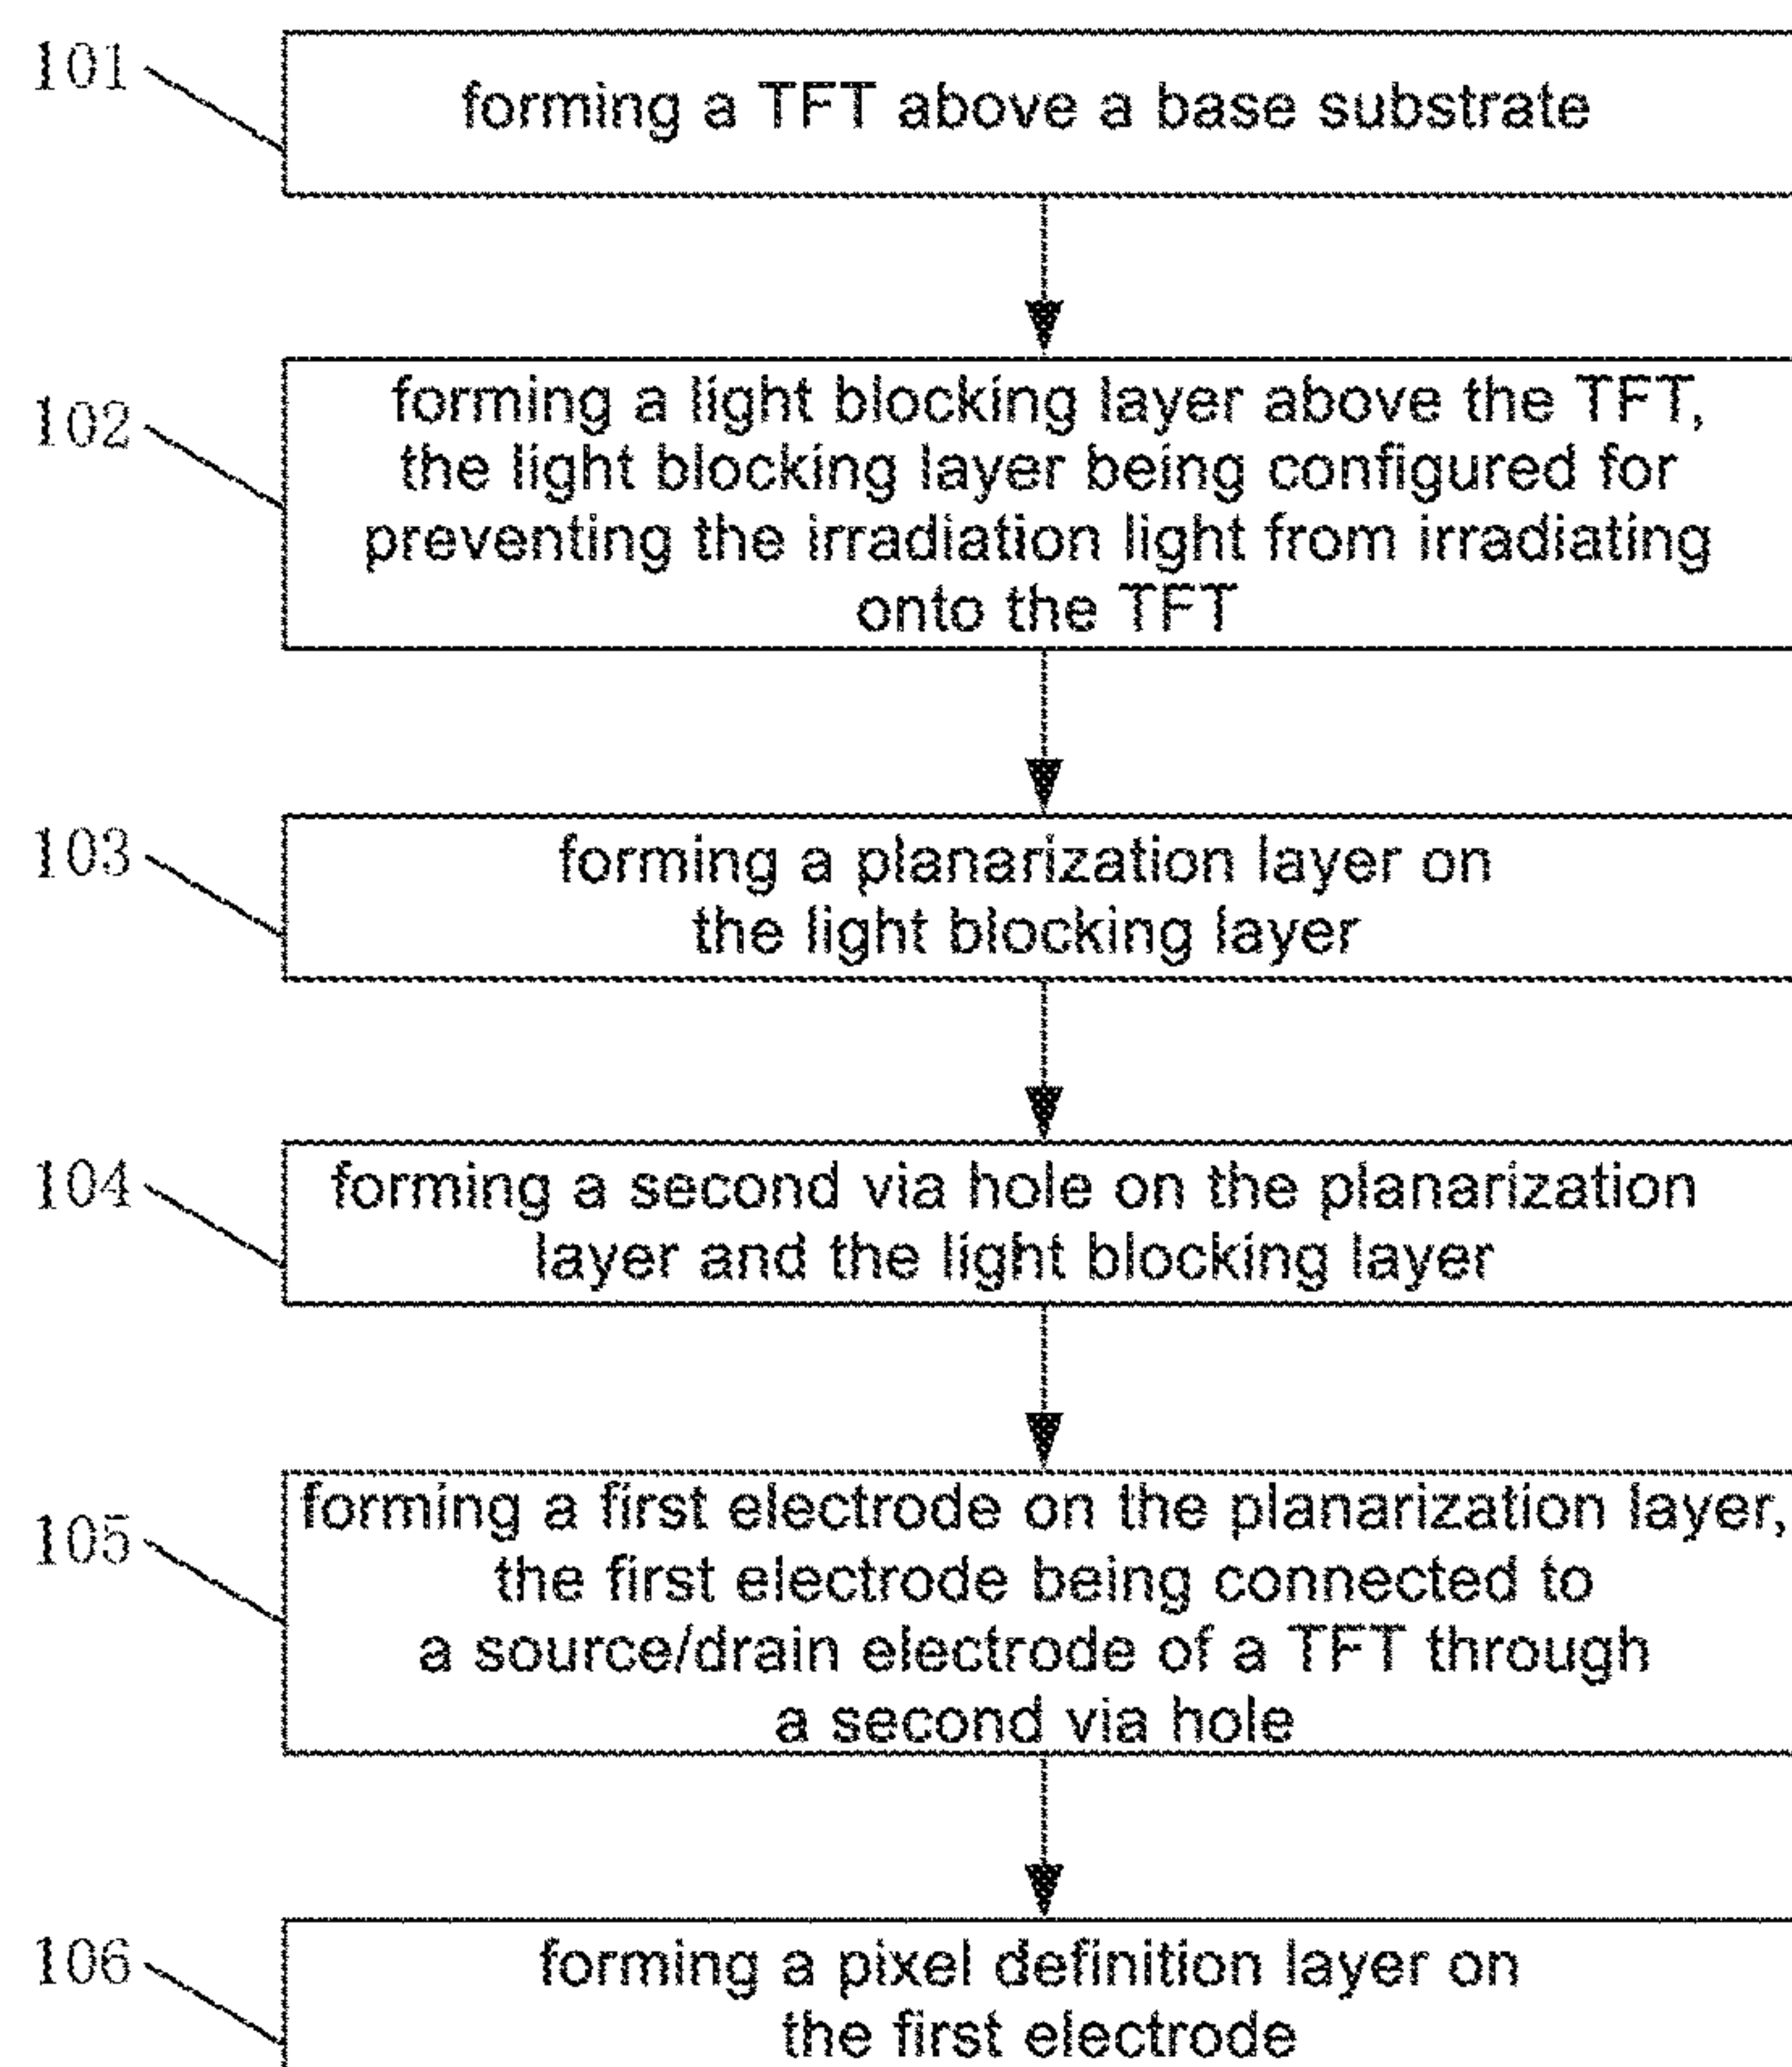 101
forming a TFT above a base substrate
102
forming a light blocking layer above the TFT,
the light blocking layer being configured for
preventing the irradiation light from irradiating
onto the TFT
103
forming a planarization layer on
the light blocking layer
104
forming a second via hole on the planarization
layer and the light blocking layer
105
forming a first electrode on the planarization layer,
the first electrode being connected to
a source/drain electrode of a TFT through
a second via hole
106
forming a pixel definition layer on
the first electrode